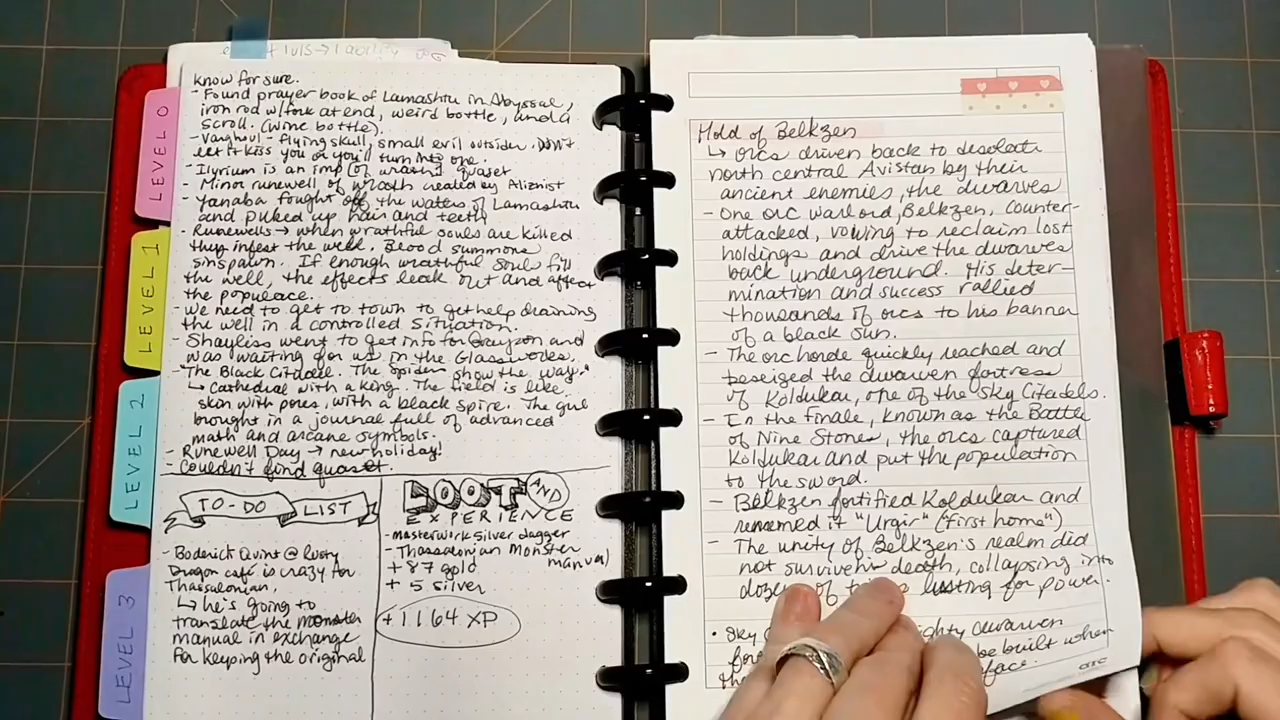 LEVEL 0
LEVEL 1
LEVEL 2
LEVEL 3
know for sure.
- Found prayer book of Lamashtu in Abyssal,
iron rod w/fork at end, weird bottle, and a
scroll. (wine bottle).
- Varghoul - flying skull, small evil outsider. Don't
let it kiss you or you'll turn into one.
- Ilyrium is an imp (of wrath) quaset
- Minor runewell of wrath created by Aliznist
- Yanaba fought off the waters of Lamashtu
and puked up hair and teeth
- Runewells → when wrathful souls are killed
they infest the well. Blood summons
sinspawn. If enough wrathful souls fill
the well, the effects leak out and affect
the populace.
- We need to get to town to get help draining
the well in a controlled situation.
- Shayliss went to get info for Grayson and
was waiting for us in the Glassworks.
"The Black Citadel. The spiders show the way."
↳ Cathedral with a king. The field is like
skin with pores, with a black spire. The girl
brought in a journal full of advanced
math and arcane symbols.
- Runewell Day → new holiday!
- Couldn't find quaset.
TO-DO LIST
- Boderick Quint @ Rusty
Dragon café is crazy for
Thassalonian.
↳ he's going to
translate the monster
manual in exchange
for keeping the original
LOOT AND
EXPERIENCE
- masterwork silver dagger
- Thassalonian Monster
manual
+ 87 gold
+ 5 silver
+ 1164 XP
Hold of Belkzen
↳ orcs driven back to desolate
north central Avistan by their
ancient enemies, the dwarves
- One orc warlord, Belkzen, counter-
attacked, vowing to reclaim lost
holdings and drive the dwarves
back underground. His deter-
mination and success rallied
thousands of orcs to his banner
of a black sun.
- The orc horde quickly reached and
beseiged the dwarven fortress
of Koldukar, one of the Sky Citadels.
- In the finale, known as the Battle
of Nine Stones, the orcs captured
Koldukar and put the population
to the sword.
- Belkzen fortified Koldukar and
renamed it "Urgir" ("first home")
- The unity of Belkzen's realm did
not survive his death, collapsing into
of lusting for power.
• Sky dwarven
be built when
arc